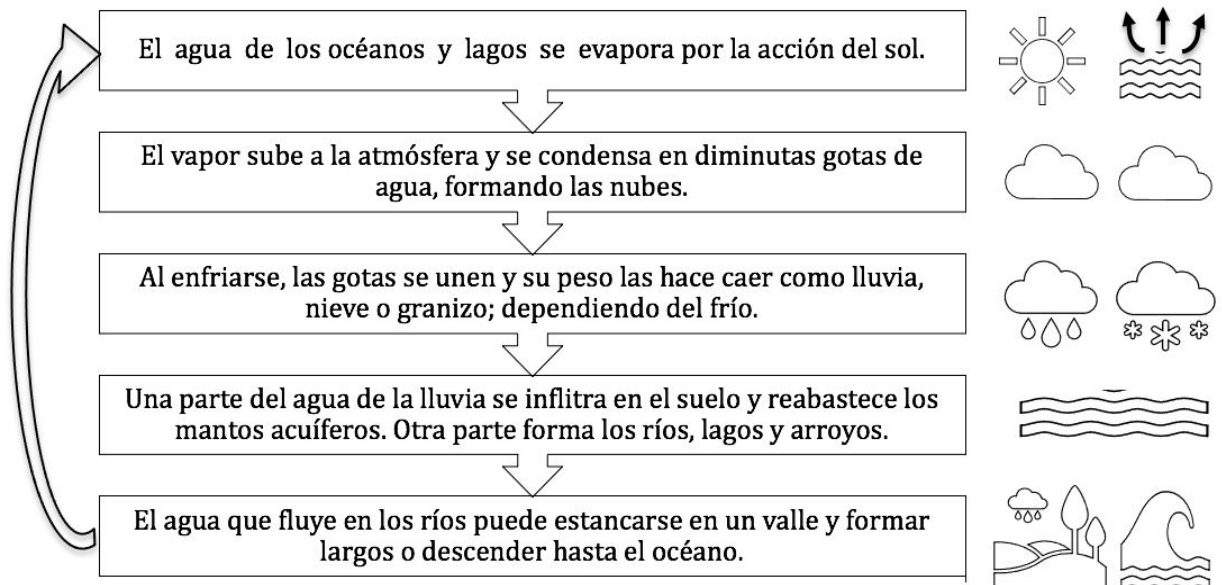 El agua de los océanos y lagos se evapora por la acción del sol.
El vapor sube a la atmósfera y se condensa en diminutas gotas de
agua, formando las nubes.
Al enfriarse, las gotas se unen y su peso las hace caer como lluvia,
nieve o granizo; dependiendo del frío.
Una parte del agua de la lluvia se inflitra en el suelo y reabastece los
mantos acuíferos. Otra parte forma los ríos, lagos y arroyos.
El agua que fluye en los ríos puede estancarse en un valle y formar
largos o descender hasta el océano.